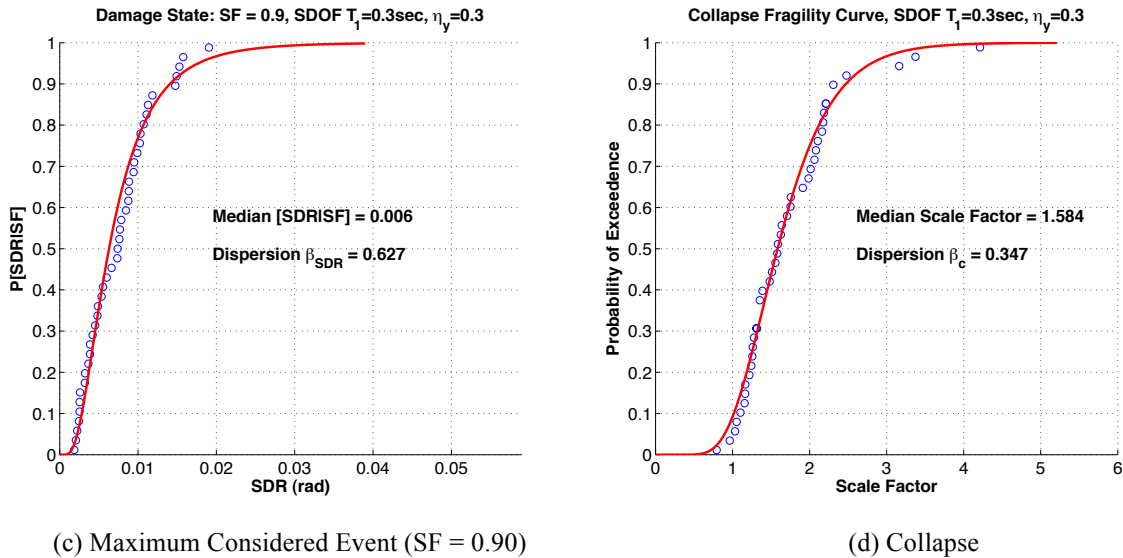 Damage State: SF = 0.9, SDOF T1=0.3sec, ηy=0.3
1
0.9
0.8
0.7
0.6
0.5
0.4
0.3
0.2
0.1
0
P[SDRISF]
Median [SDRISF] = 0.006
Dispersion βSDR = 0.627
0 0.01 0.02 0.03 0.04 0.05
SDR (rad)
(c) Maximum Considered Event (SF = 0.90)
Collapse Fragility Curve, SDOF T1=0.3sec, ηy=0.3
1
0.9
0.8
0.7
0.6
0.5
0.4
0.3
0.2
0.1
0
Probability of Exceedence
Median Scale Factor = 1.584
Dispersion βc = 0.347
0 1 2 3 4 5 6
Scale Factor
(d) Collapse